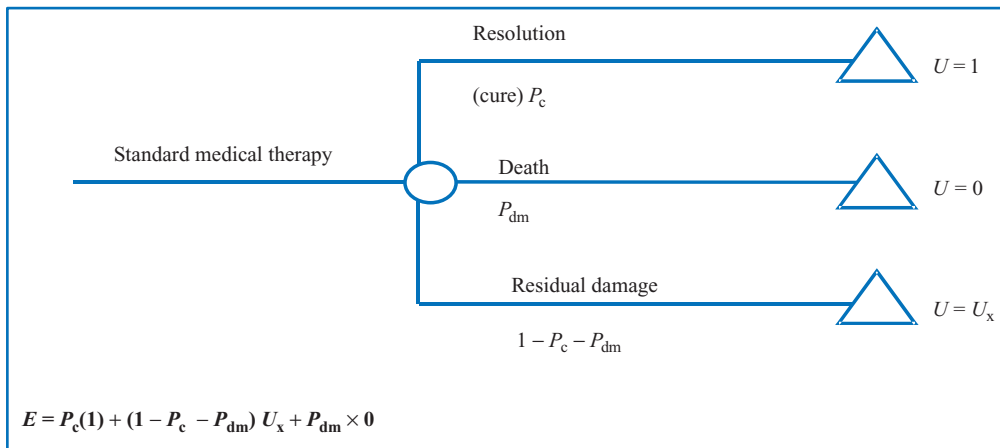 Resolution
U = 1
(cure) Pc
Standard medical therapy
Death
U = 0
Pdm
Residual damage
U = Ux
1 – Pc – Pdm
E = Pc(1) + (1 – Pc – Pdm) Ux + Pdm × 0